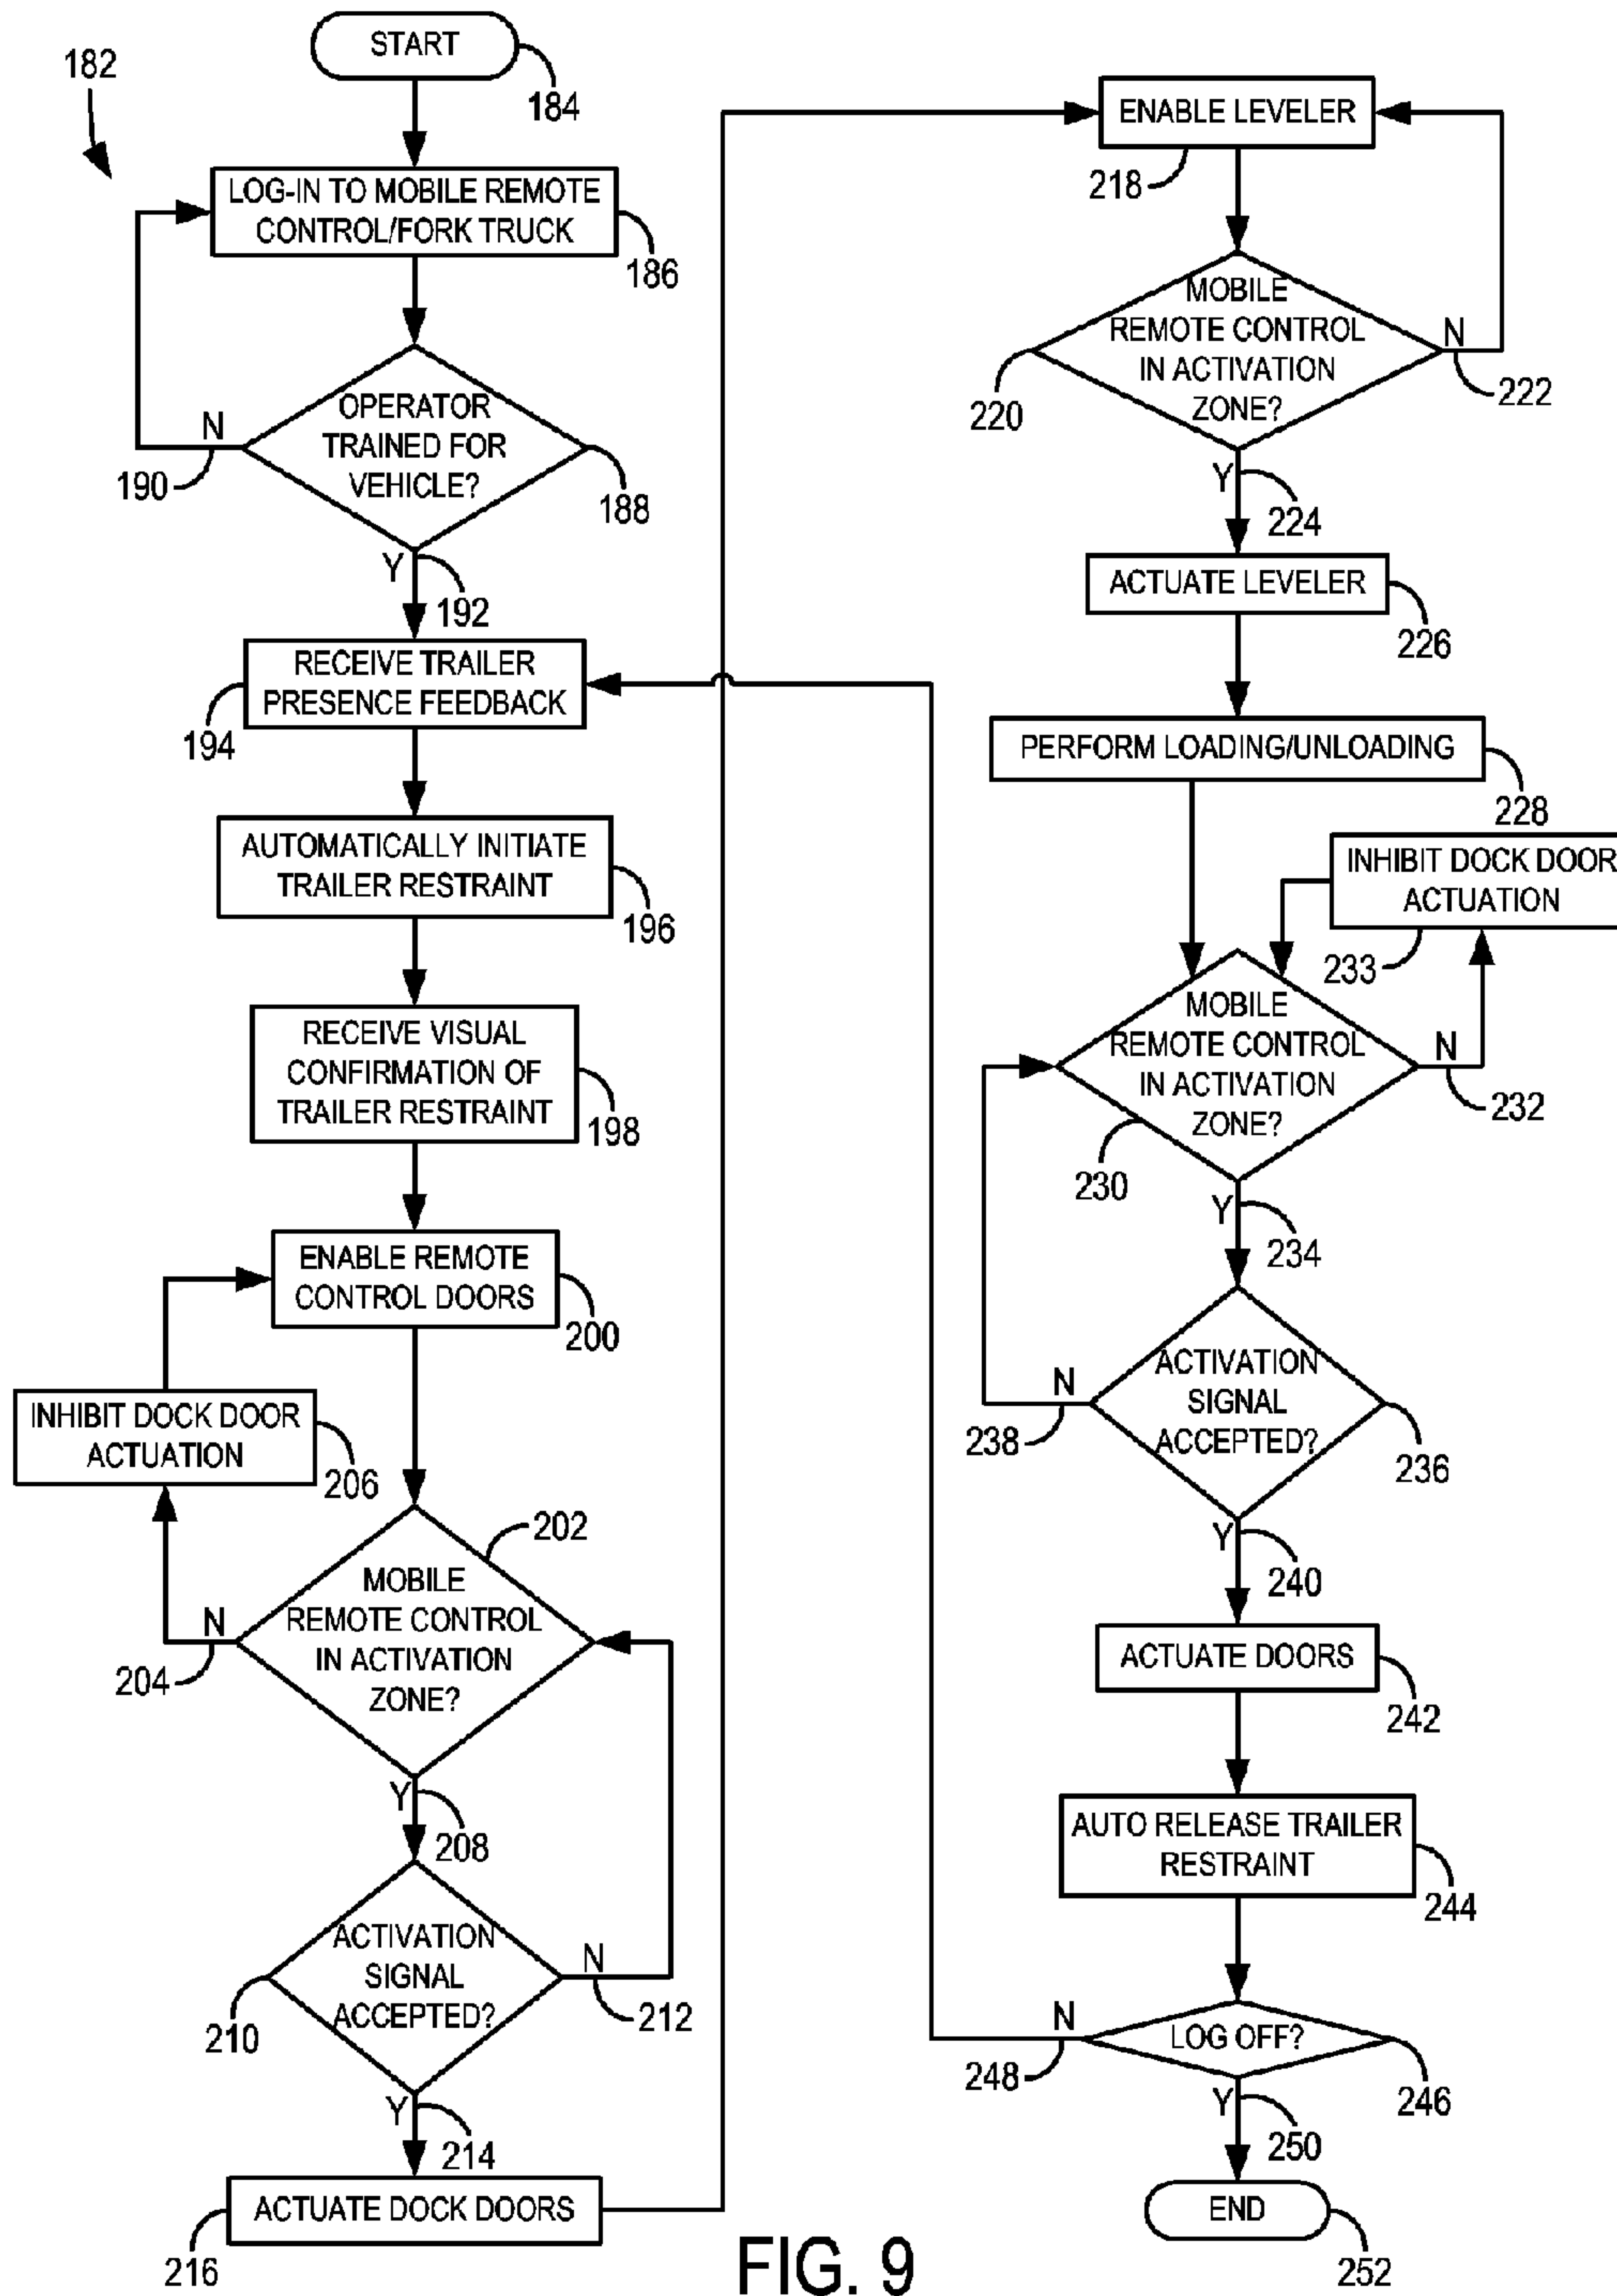 182
START
184
LOG-IN TO MOBILE REMOTE
CONTROL/FORK TRUCK
186
OPERATOR
TRAINED FOR
VEHICLE?
N
190
188
Y
192
RECEIVE TRAILER
PRESENCE FEEDBACK
194
AUTOMATICALLY INITIATE
TRAILER RESTRAINT
196
RECEIVE VISUAL
CONFIRMATION OF
TRAILER RESTRAINT
198
ENABLE REMOTE
CONTROL DOORS
200
INHIBIT DOCK DOOR
ACTUATION
206
202
MOBILE
REMOTE CONTROL
IN ACTIVATION
ZONE?
N
204
Y
208
ACTIVATION
SIGNAL
ACCEPTED?
210
N
212
Y
214
ACTUATE DOCK DOORS
216
ENABLE LEVELER
218
MOBILE
REMOTE CONTROL
IN ACTIVATION
ZONE?
220
N
222
Y
224
ACTUATE LEVELER
226
PERFORM LOADING/UNLOADING
228
INHIBIT DOCK DOOR
ACTUATION
233
MOBILE
REMOTE CONTROL
IN ACTIVATION
ZONE?
230
N
232
Y
234
ACTIVATION
SIGNAL
ACCEPTED?
N
238
236
Y
240
ACTUATE DOORS
242
AUTO RELEASE TRAILER
RESTRAINT
244
LOG OFF?
N
248
246
Y
250
END
252
FIG. 9